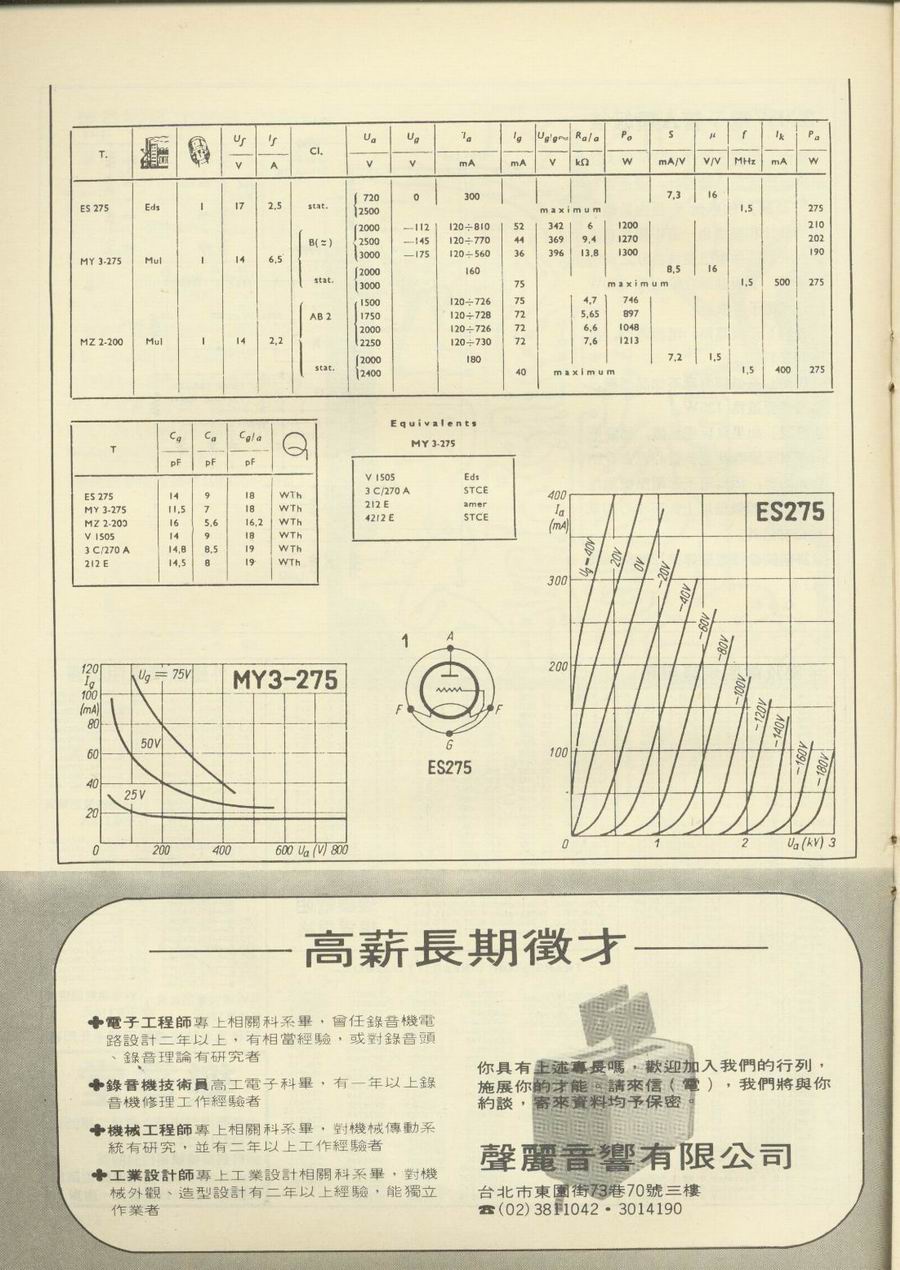 T. Uf If Cl. Ua Ug Ia Ig Ug'g∼ Ra/a Po S μ f Ik Pa
V A V V mA mA V kΩ W mA/V V/V MHz mA W
ES 275 Eds 1 17 2,5 stat. 720 0 300 7,3 16
2500 maximum 1,5 275
MY 3-275 Mul 1 14 6,5 B(≈) 2000 —112 120÷810 52 342 6 1200 210
2500 —145 120÷770 44 369 9,4 1270 202
3000 —175 120÷560 36 396 13,8 1300 190
stat. 2000 160 8,5 16
3000 75 maximum 1,5 500 275
MZ 2-200 Mul 1 14 2,2 AB 2 1500 120÷726 75 4,7 746
1750 120÷728 72 5,65 897
2000 120÷726 72 6,6 1048
2250 120÷730 72 7,6 1213
stat. 2000 180 7,2 1,5
2400 40 maximum 1,5 400 275
T Cg Ca Cg/a
pF pF pF
ES 275 14 9 18 WTh
MY 3-275 11,5 7 18 WTh
MZ 2-200 16 5,6 16,2 WTh
V 1505 14 9 18 WTh
3 C/270 A 14,8 8,5 19 WTh
212 E 14,5 8 19 WTh
Equivalents
MY 3-275
V 1505 Eds
3 C/270 A STCE
212 E amer
4212 E STCE
ES275
400
Ia
(mA)
300
200
100
0 1 2 Ua (kV) 3
Ug=40V
20V
0V
-20V
-40V
-60V
-80V
-100V
-120V
-140V
-160V
-180V
MY3-275
120
Ig
100
(mA)
80
60
40
20
0 200 400 600 Ua (V) 800
Ug = 75V
50V
25V
1
A
F F
G
ES275
高薪長期徵才
✚電子工程師專上相關科系畢，曾任錄音機電
路設計二年以上，有相當經驗，或對錄音頭
、錄音理論有研究者
✚錄音機技術員高工電子科畢，有一年以上錄
音機修理工作經驗者
✚機械工程師專上相關科系畢，對機械傳動系
統有研究，並有二年以上工作經驗者
✚工業設計師專上工業設計相關科系畢，對機
械外觀、造型設計有二年以上經驗，能獨立
作業者
你具有上述專長嗎，歡迎加入我們的行列，
施展你的才能。請來信（電），我們將與你
約談，寄來資料均予保密。
聲麗音響有限公司
台北市東園街73巷70號三樓
☎(02)3811042・3014190